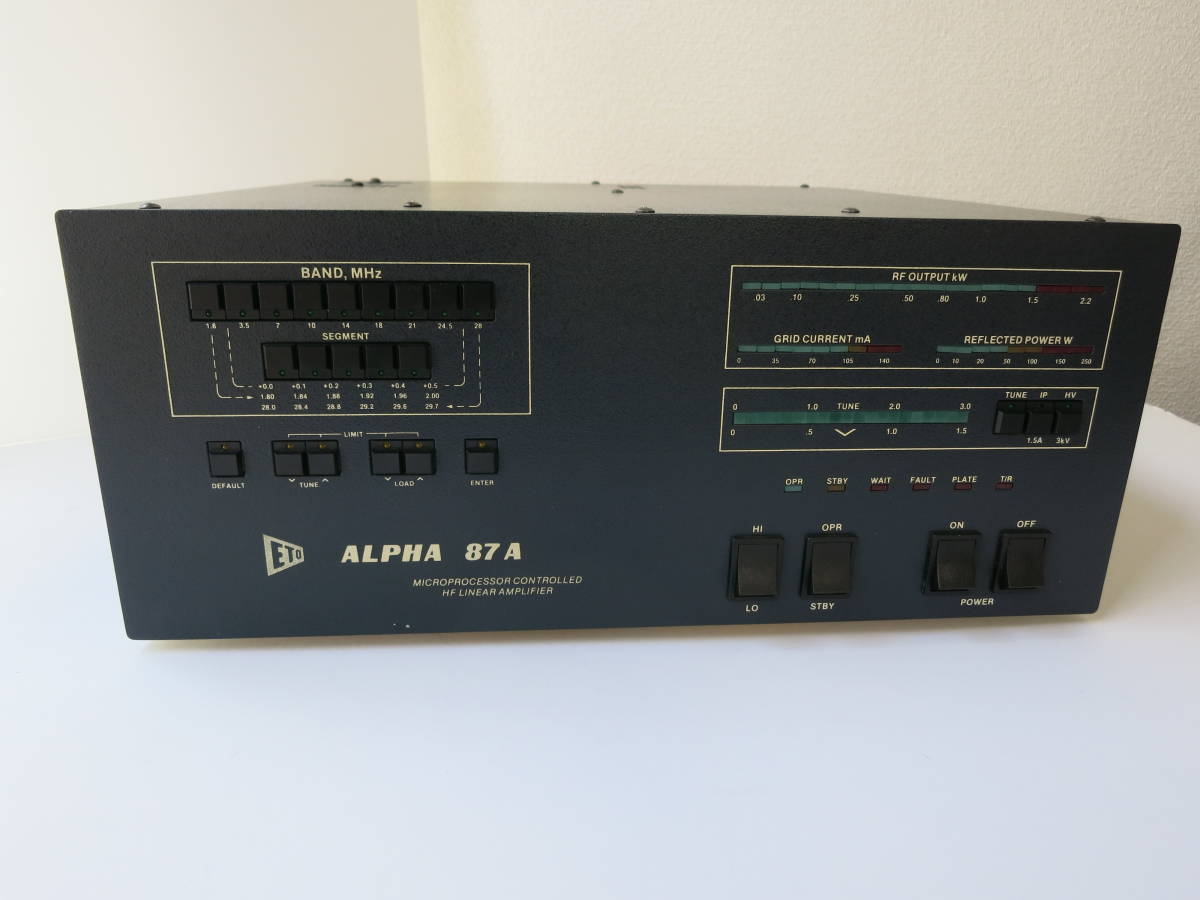 BAND, MHz
1.8 3.5 7 10 14 18 21 24.5 28
SEGMENT
+0.0 +0.1 +0.2 +0.3 +0.4 +0.5
1.80 1.84 1.88 1.92 1.96 2.00
28.0 28.4 28.8 29.2 29.6 29.7
LIMIT
DEFAULT TUNE LOAD ENTER
ETO ALPHA 87A
MICROPROCESSOR CONTROLLED
HF LINEAR AMPLIFIER
RF OUTPUT kW
.03 .10 .25 .50 .80 1.0 1.5 2.2
GRID CURRENT mA
0 35 70 105 140
REFLECTED POWER W
0 10 20 50 100 150 250
0 1.0 TUNE 2.0 3.0
0 .5 1.0 1.5
TUNE IP HV
1.5A 3kV
OPR STBY WAIT FAULT PLATE T/R
HI OPR ON OFF
LO STBY POWER